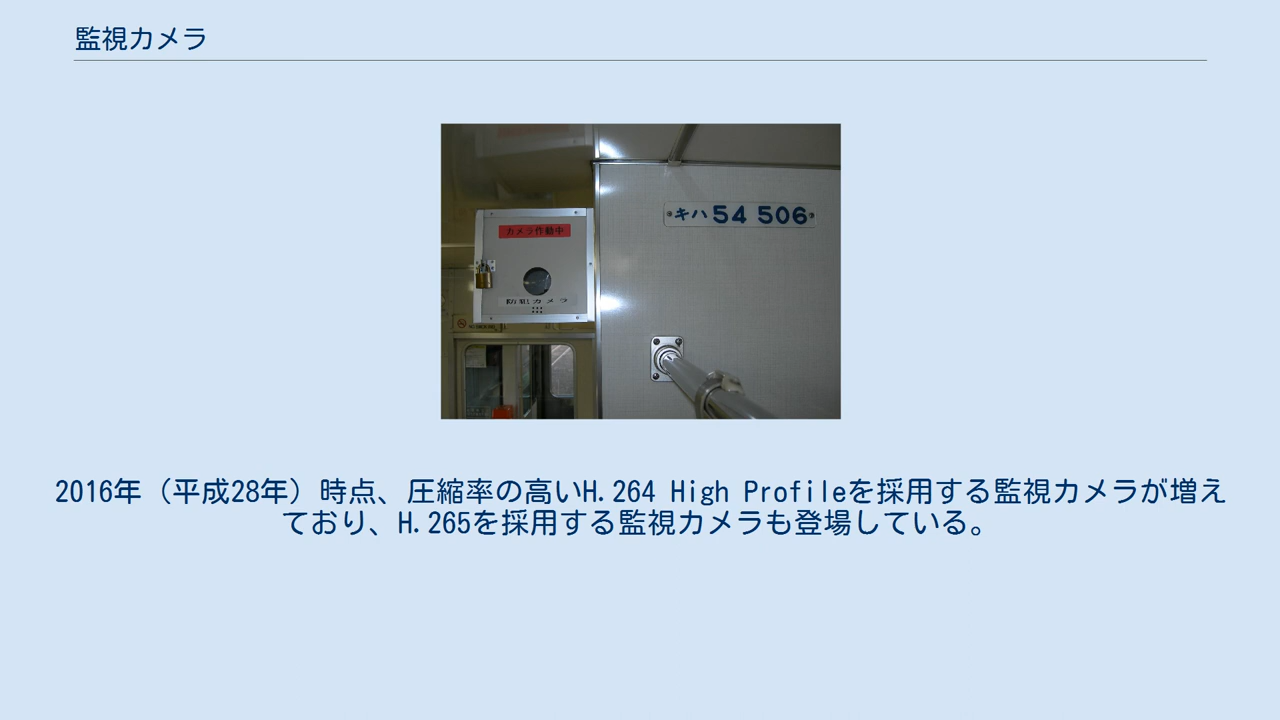 監視カメラ
キハ 54 506
カメラ作動中
防犯カメラ
2016年（平成28年）時点、圧縮率の高いH.264 High Profileを採用する監視カメラが増え
ており、H.265を採用する監視カメラも登場している。